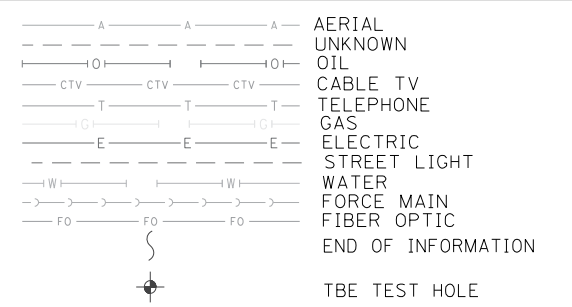 A A A AERIAL
UNKNOWN
O O OIL
CTV CTV CTV CABLE TV
T T T TELEPHONE
G G GAS
E E E ELECTRIC
STREET LIGHT
W W WATER
FORCE MAIN
FO FO FO FIBER OPTIC
END OF INFORMATION
TBE TEST HOLE